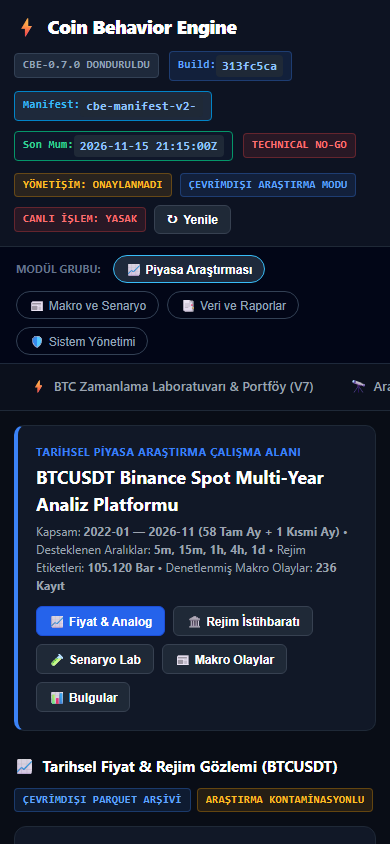 Coin Behavior Engine
CBE-0.7.0 DONDURULDU
Build: 313fc5ca
Manifest: cbe-manifest-v2-
Son Mum: 2026-11-15 21:15:00Z
TECHNICAL NO-GO
YÖNETİŞİM: ONAYLANMADI
ÇEVRİMDIŞI ARAŞTIRMA MODU
CANLI İŞLEM: YASAK
↻ Yenile
MODÜL GRUBU:
Piyasa Araştırması
Makro ve Senaryo
Veri ve Raporlar
Sistem Yönetimi
BTC Zamanlama Laboratuvarı & Portföy (V7)
Ara
TARİHSEL PİYASA ARAŞTIRMA ÇALIŞMA ALANI
BTCUSDT Binance Spot Multi-Year
Analiz Platformu
Kapsam: 2022-01 — 2026-11 (58 Tam Ay + 1 Kısmi Ay) •
Desteklenen Aralıklar: 5m, 15m, 1h, 4h, 1d • Rejim
Etiketleri: 105.120 Bar • Denetlenmiş Makro Olaylar: 236
Kayıt
Fiyat & Analog
Rejim İstihbaratı
Senaryo Lab
Makro Olaylar
Bulgular
Tarihsel Fiyat & Rejim Gözlemi (BTCUSDT)
ÇEVRİMDIŞI PARQUET ARŞİVİ
ARAŞTIRMA KONTAMİNASYONLU